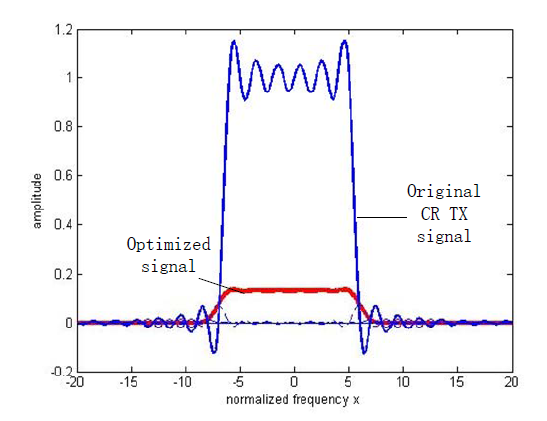 1.2
1
0.8
0.6
0.4
0.2
0
-0.2
amplitude
Original
CR TX
signal
Optimized
signal
-20
-15
-10
-5
0
5
10
15
20
normalized frequency x